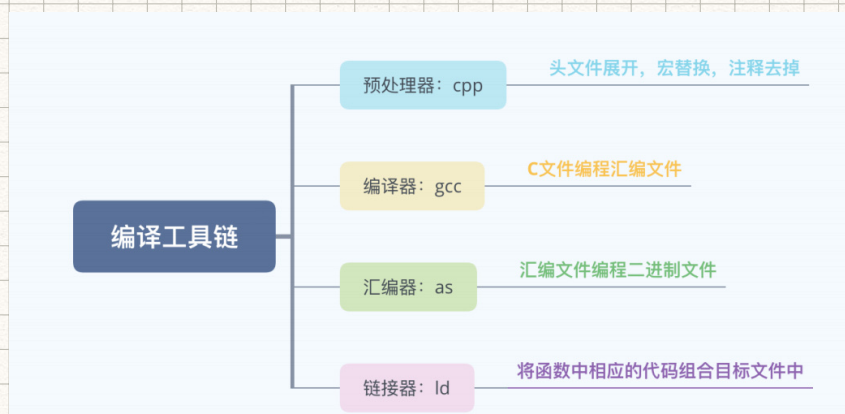 编译工具链
预处理器：cpp
头文件展开，宏替换，注释去掉
编译器：gcc
C文件编程汇编文件
汇编器：as
汇编文件编程二进制文件
链接器：ld
将函数中相应的代码组合目标文件中